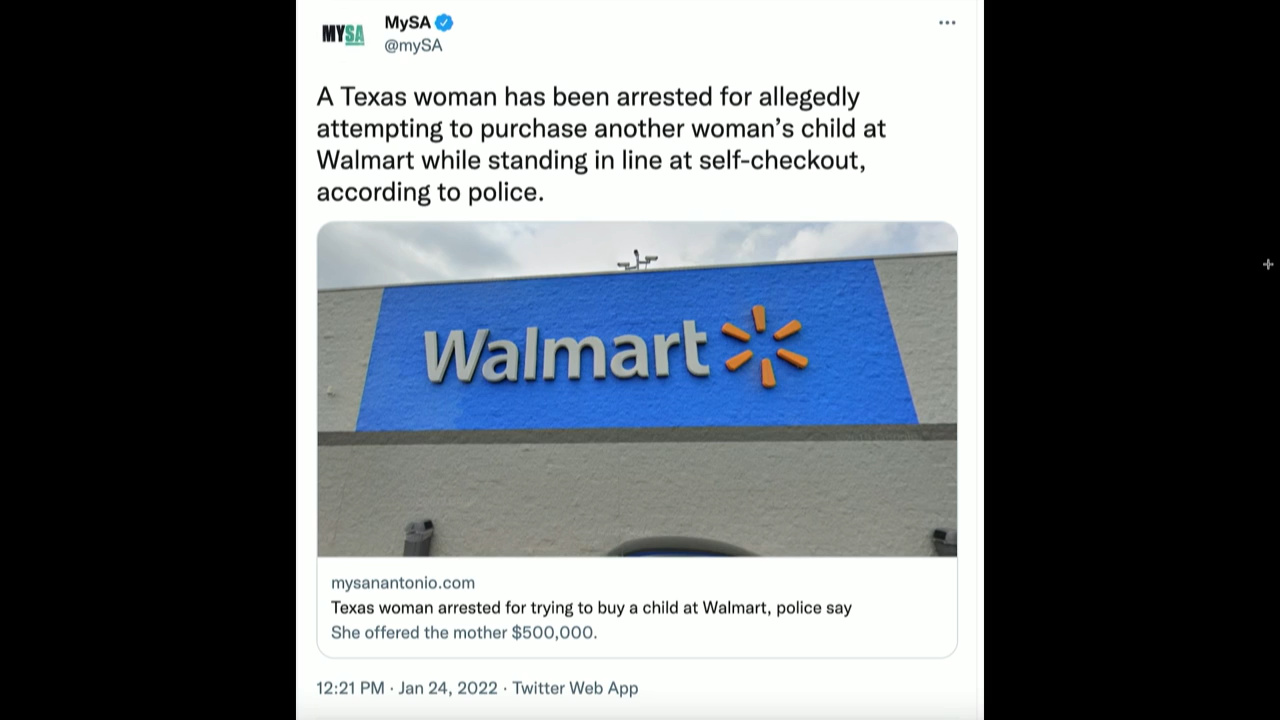 MYSA
MySA
@mySA
A Texas woman has been arrested for allegedly
attempting to purchase another woman’s child at
Walmart while standing in line at self-checkout,
according to police.
Walmart
mysanantonio.com
Texas woman arrested for trying to buy a child at Walmart, police say
She offered the mother $500,000.
12:21 PM · Jan 24, 2022 · Twitter Web App